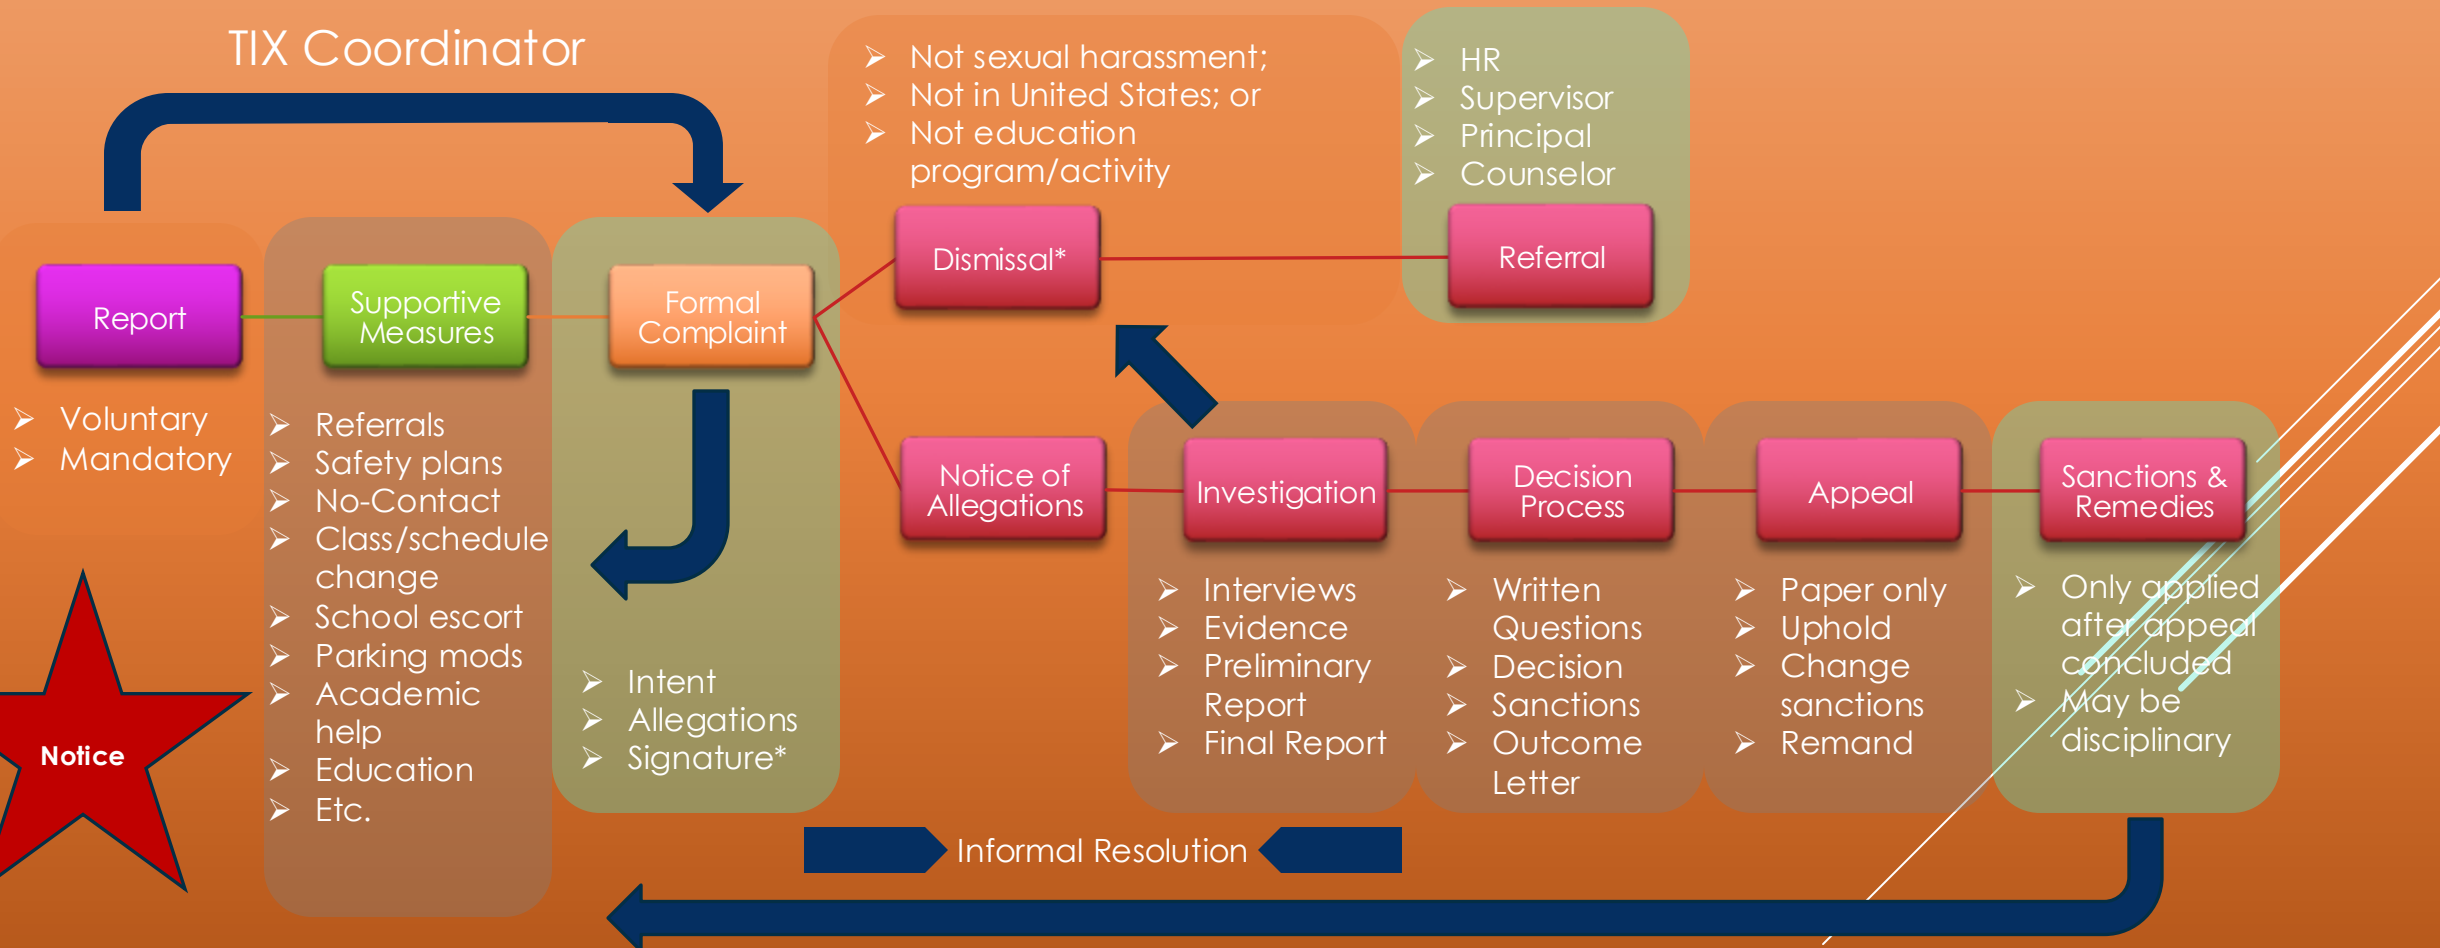 TIX Coordinator
Not sexual harassment;
Not in United States; or
Not education
program/activity
HR
Supervisor
Principal
Counselor
Dismissal*
Referral
Report
Supportive
Measures
Formal
Complaint
Voluntary
Mandatory
Referrals
Safety plans
No-Contact
Class/schedule
change
School escort
Parking mods
Academic
help
Education
Etc.
Intent
Allegations
Signature*
Notice of
Allegations
Investigation
Decision
Process
Appeal
Sanctions &
Remedies
Interviews
Evidence
Preliminary
Report
Final Report
Written
Questions
Decision
Sanctions
Outcome
Letter
Paper only
Uphold
Change
sanctions
Remand
Only applied
after appeal
concluded
May be
disciplinary
Notice
Informal Resolution